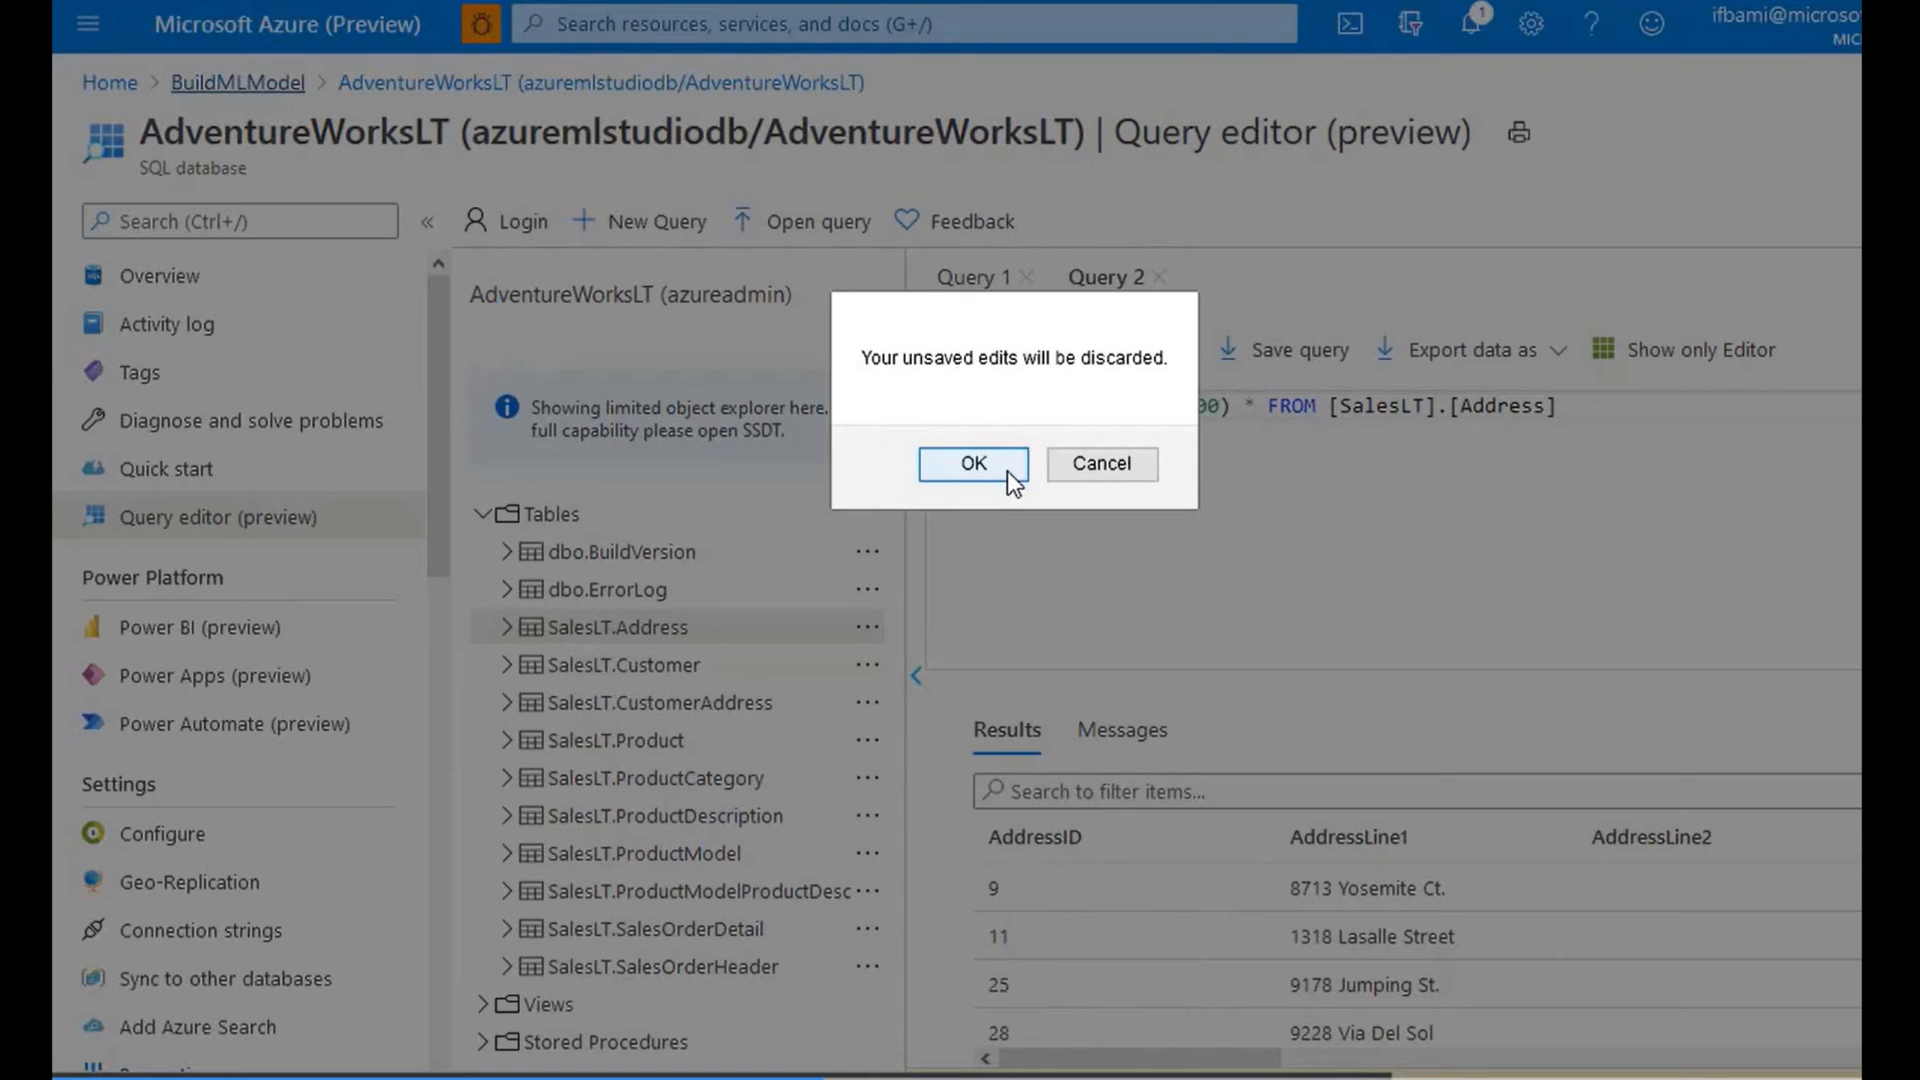 Microsoft Azure (Preview)
Search resources, services, and docs (G+/)
1
ifbami@microso
MIC
Home > BuildMLModel > AdventureWorksLT (azuremlstudiodb/AdventureWorksLT)
AdventureWorksLT (azuremlstudiodb/AdventureWorksLT) | Query editor (preview)
SQL database
Search (Ctrl+/)
«
Login
New Query
Open query
Feedback
Overview
Activity log
Tags
Diagnose and solve problems
Quick start
Query editor (preview)
Power Platform
Power BI (preview)
Power Apps (preview)
Power Automate (preview)
Settings
Configure
Geo-Replication
Connection strings
Sync to other databases
Add Azure Search
AdventureWorksLT (azureadmin)
Showing limited object explorer here.
full capability please open SSDT.
Tables
dbo.BuildVersion
dbo.ErrorLog
SalesLT.Address
SalesLT.Customer
SalesLT.CustomerAddress
SalesLT.Product
SalesLT.ProductCategory
SalesLT.ProductDescription
SalesLT.ProductModel
SalesLT.ProductModelProductDesc
SalesLT.SalesOrderDetail
SalesLT.SalesOrderHeader
Views
Stored Procedures
Query 1
Query 2
Save query
Export data as
Show only Editor
00) * FROM [SalesLT].[Address]
Your unsaved edits will be discarded.
OK
Cancel
Results
Messages
Search to filter items...
AddressID AddressLine1 AddressLine2
9 8713 Yosemite Ct.
11 1318 Lasalle Street
25 9178 Jumping St.
28 9228 Via Del Sol